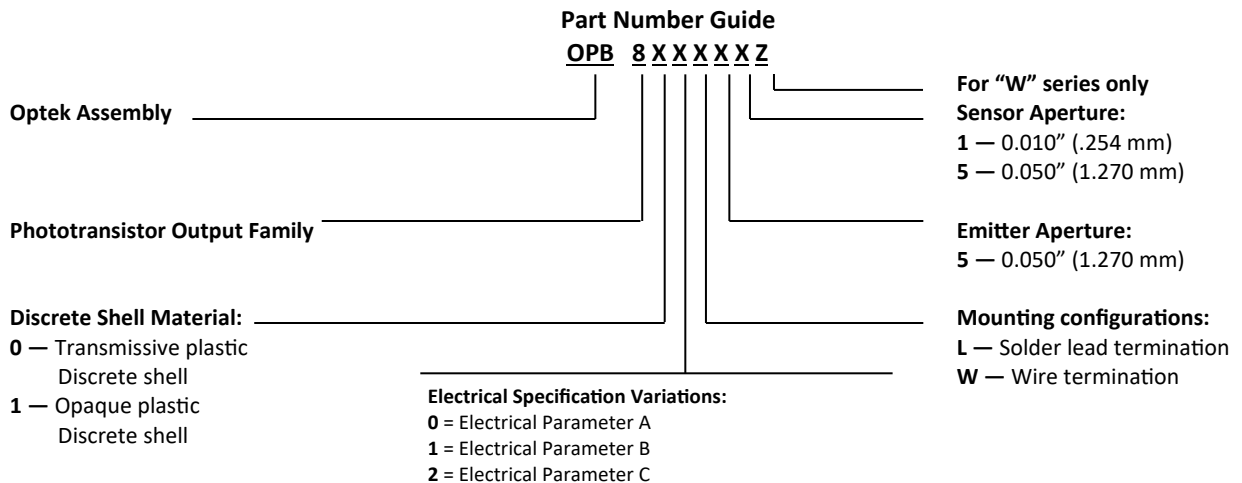 Part Number Guide
OPB 8 X X X X X Z
Optek Assembly
Phototransistor Output Family
Discrete Shell Material:
0 — Transmissive plastic
Discrete shell
1 — Opaque plastic
Discrete shell
Electrical Specification Variations:
0 = Electrical Parameter A
1 = Electrical Parameter B
2 = Electrical Parameter C
For “W” series only
Sensor Aperture:
1 — 0.010” (.254 mm)
5 — 0.050” (1.270 mm)
Emitter Aperture:
5 — 0.050” (1.270 mm)
Mounting configurations:
L — Solder lead termination
W — Wire termination